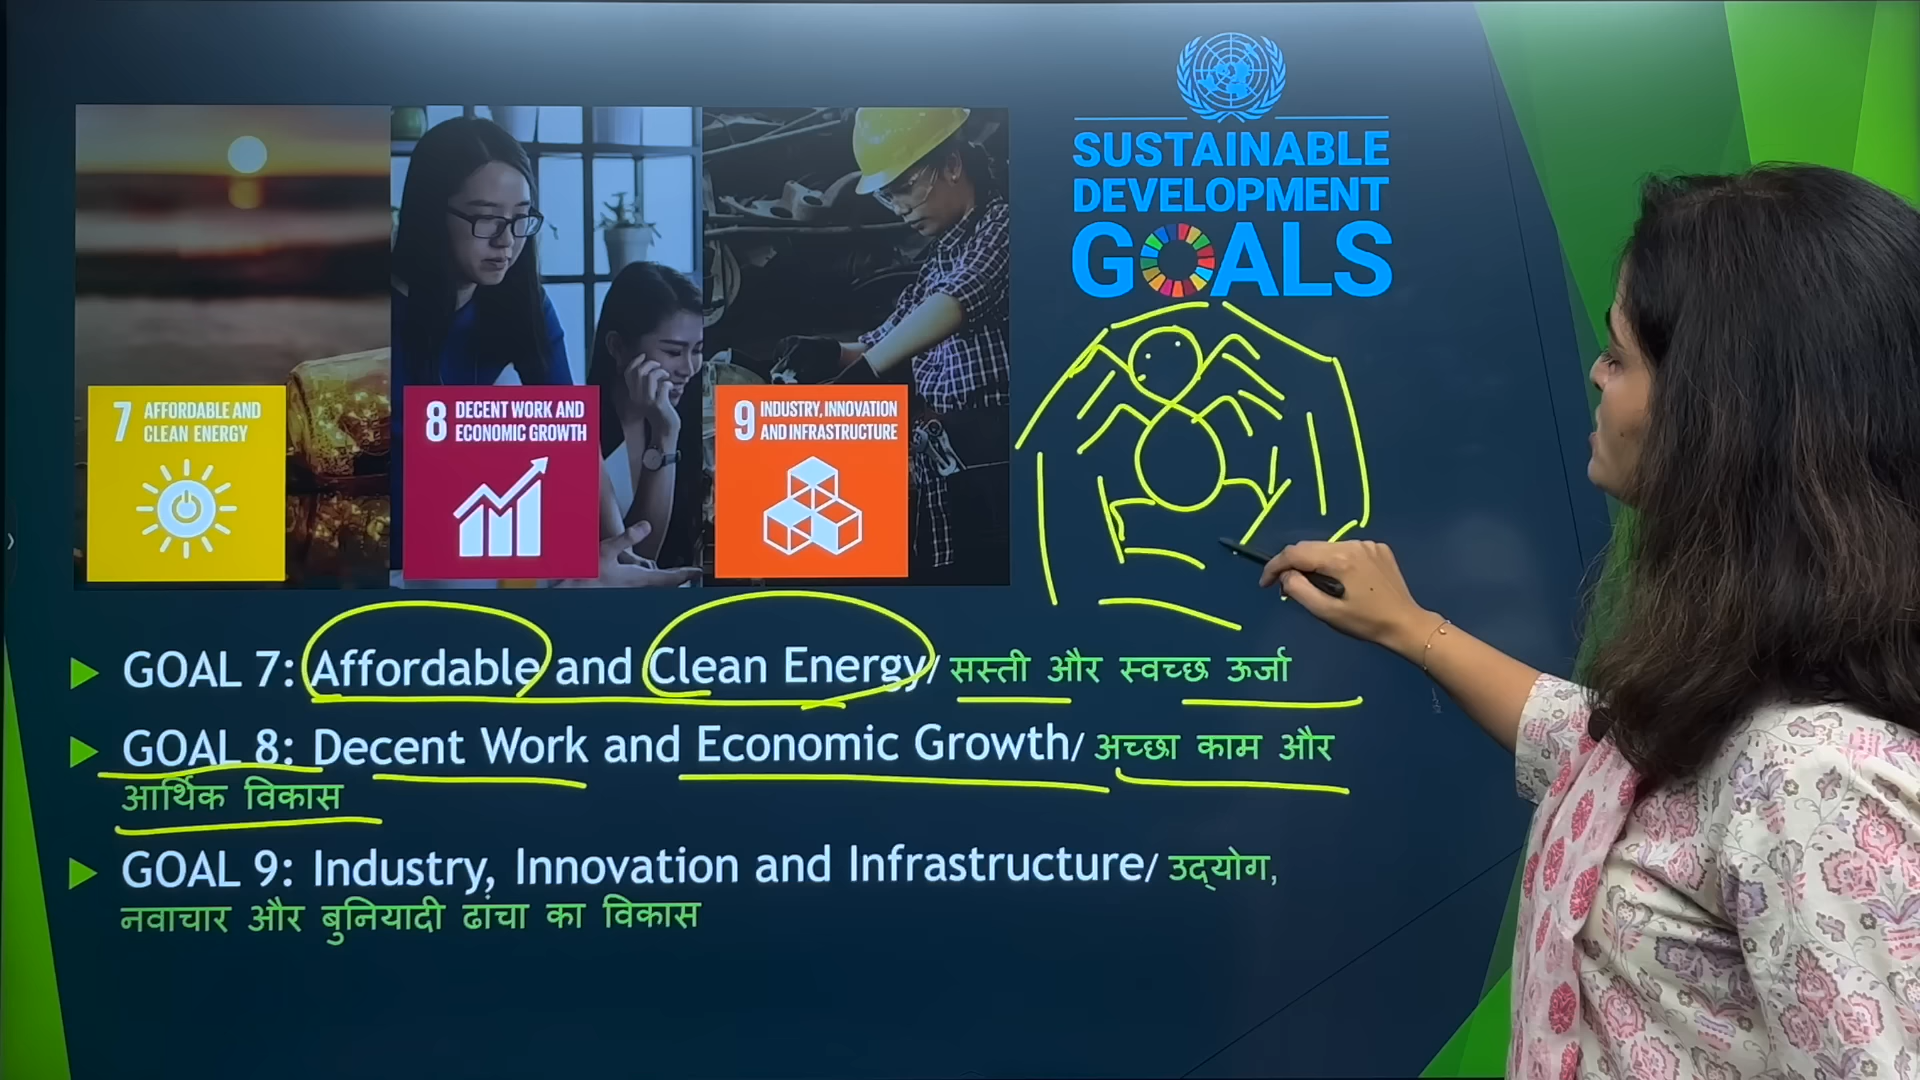 SUSTAINABLE
DEVELOPMENT
GOALS
7 AFFORDABLE AND
CLEAN ENERGY
8 DECENT WORK AND
ECONOMIC GROWTH
9 INDUSTRY, INNOVATION
AND INFRASTRUCTURE
GOAL 7: Affordable and Clean Energy/ सस्ती और स्वच्छ ऊर्जा
GOAL 8: Decent Work and Economic Growth/ अच्छा काम और
आर्थिक विकास
GOAL 9: Industry, Innovation and Infrastructure/ उद्योग,
नवाचार और बुनियादी ढांचा का विकास